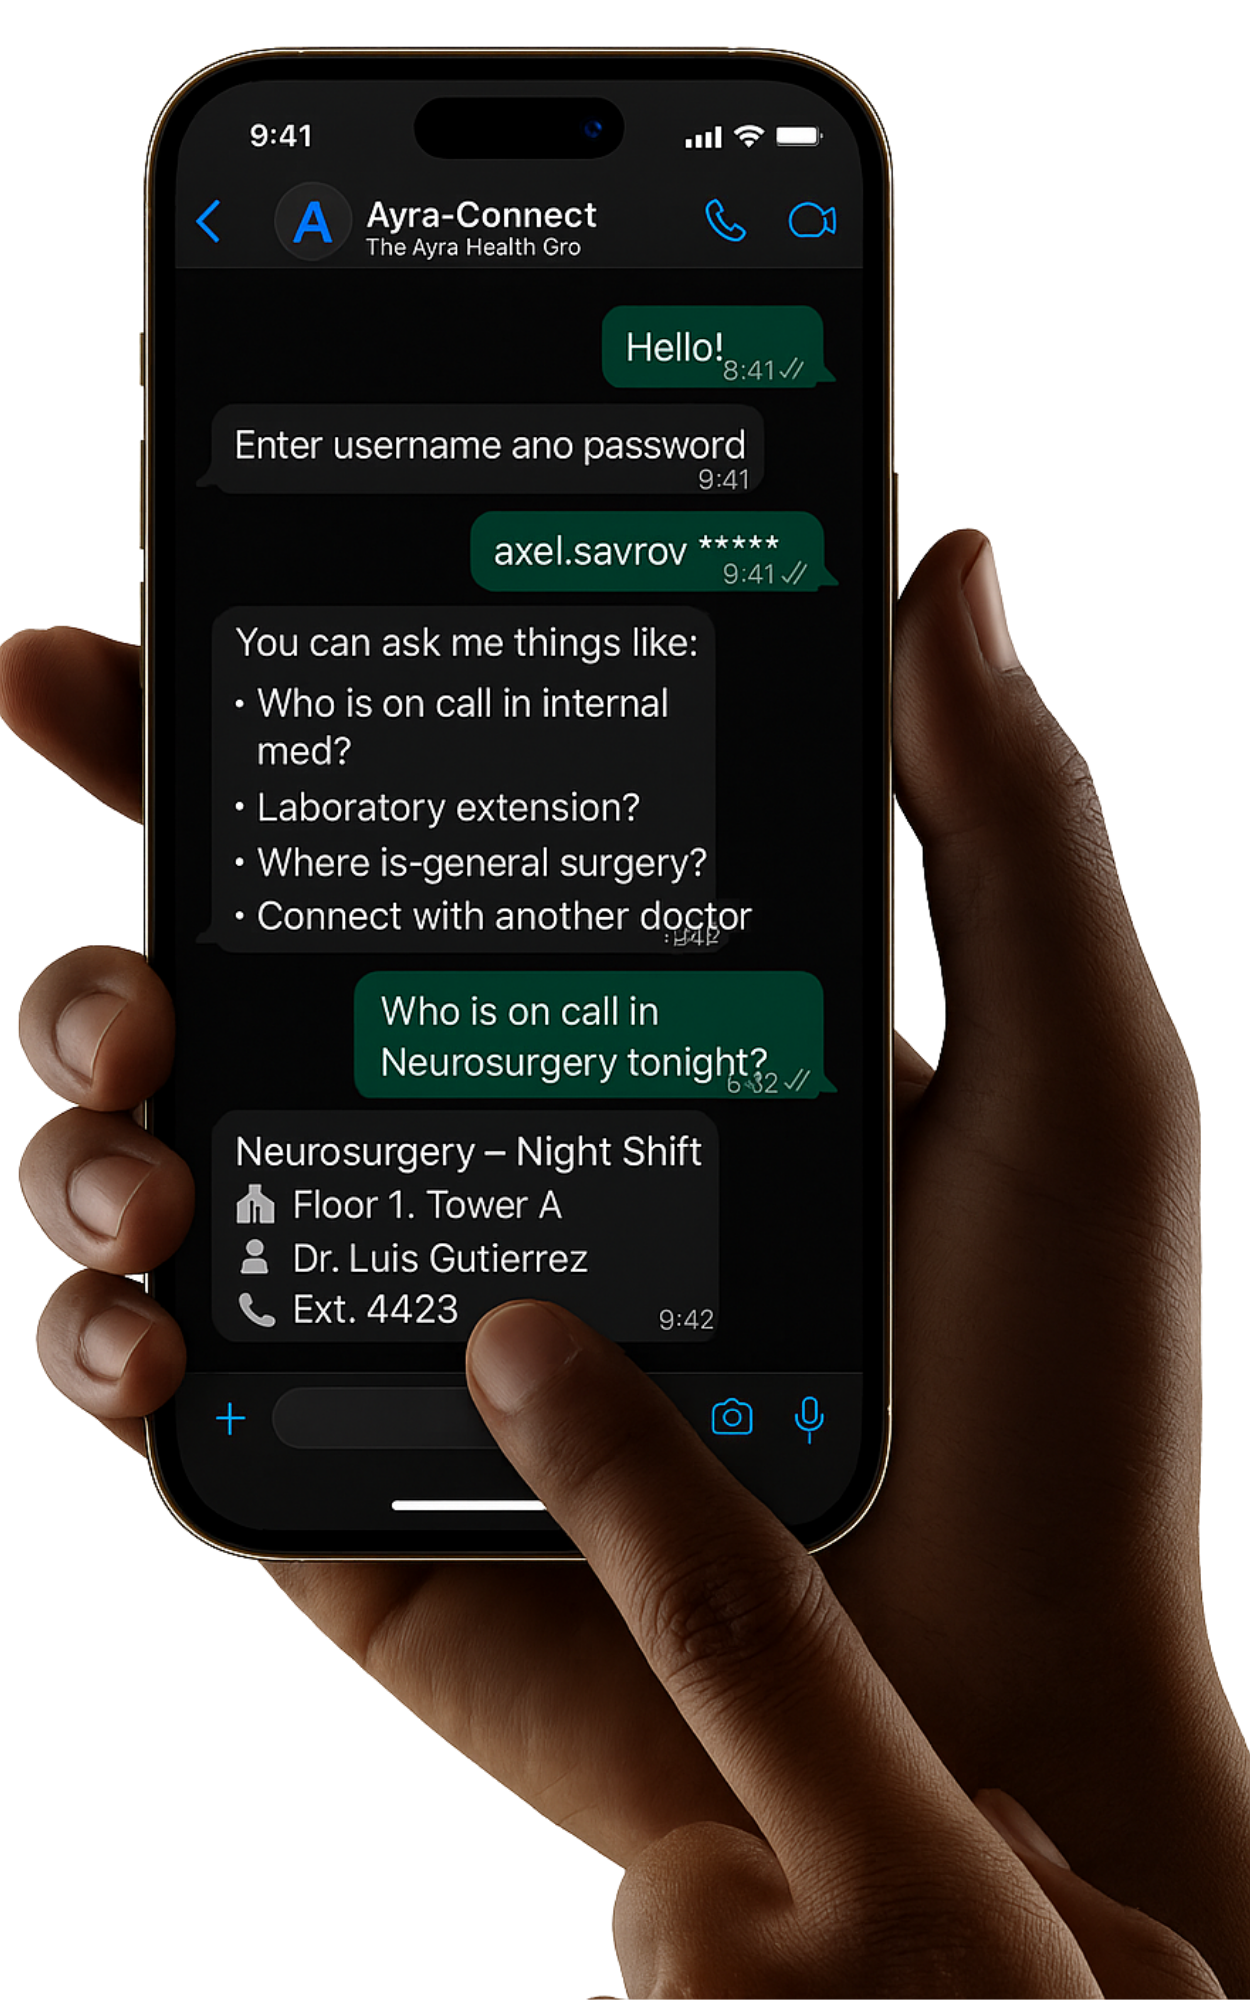 9:41
A
Ayra-Connect
The Ayra Health Gro
Hello!
8:41
Enter username ano password
9:41
axel.savrov *****
9:41
You can ask me things like:
• Who is on call in internal
med?
• Laboratory extension?
• Where is-general surgery?
• Connect with another doctor
Who is on call in
Neurosurgery tonight?
Neurosurgery – Night Shift
Floor 1. Tower A
Dr. Luis Gutierrez
Ext. 4423
9:42